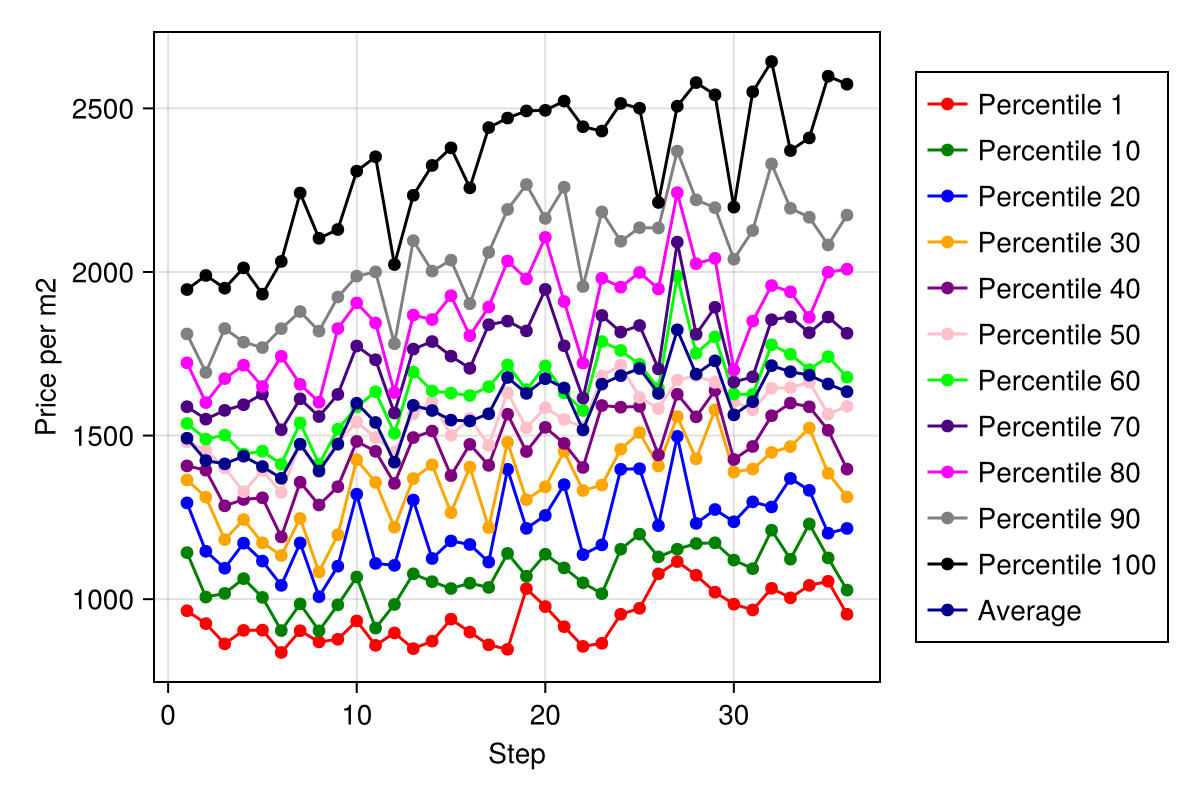 2500
2000
1500
1000
Price per m2
0 10 20 30
Step
Percentile 1
Percentile 10
Percentile 20
Percentile 30
Percentile 40
Percentile 50
Percentile 60
Percentile 70
Percentile 80
Percentile 90
Percentile 100
Average